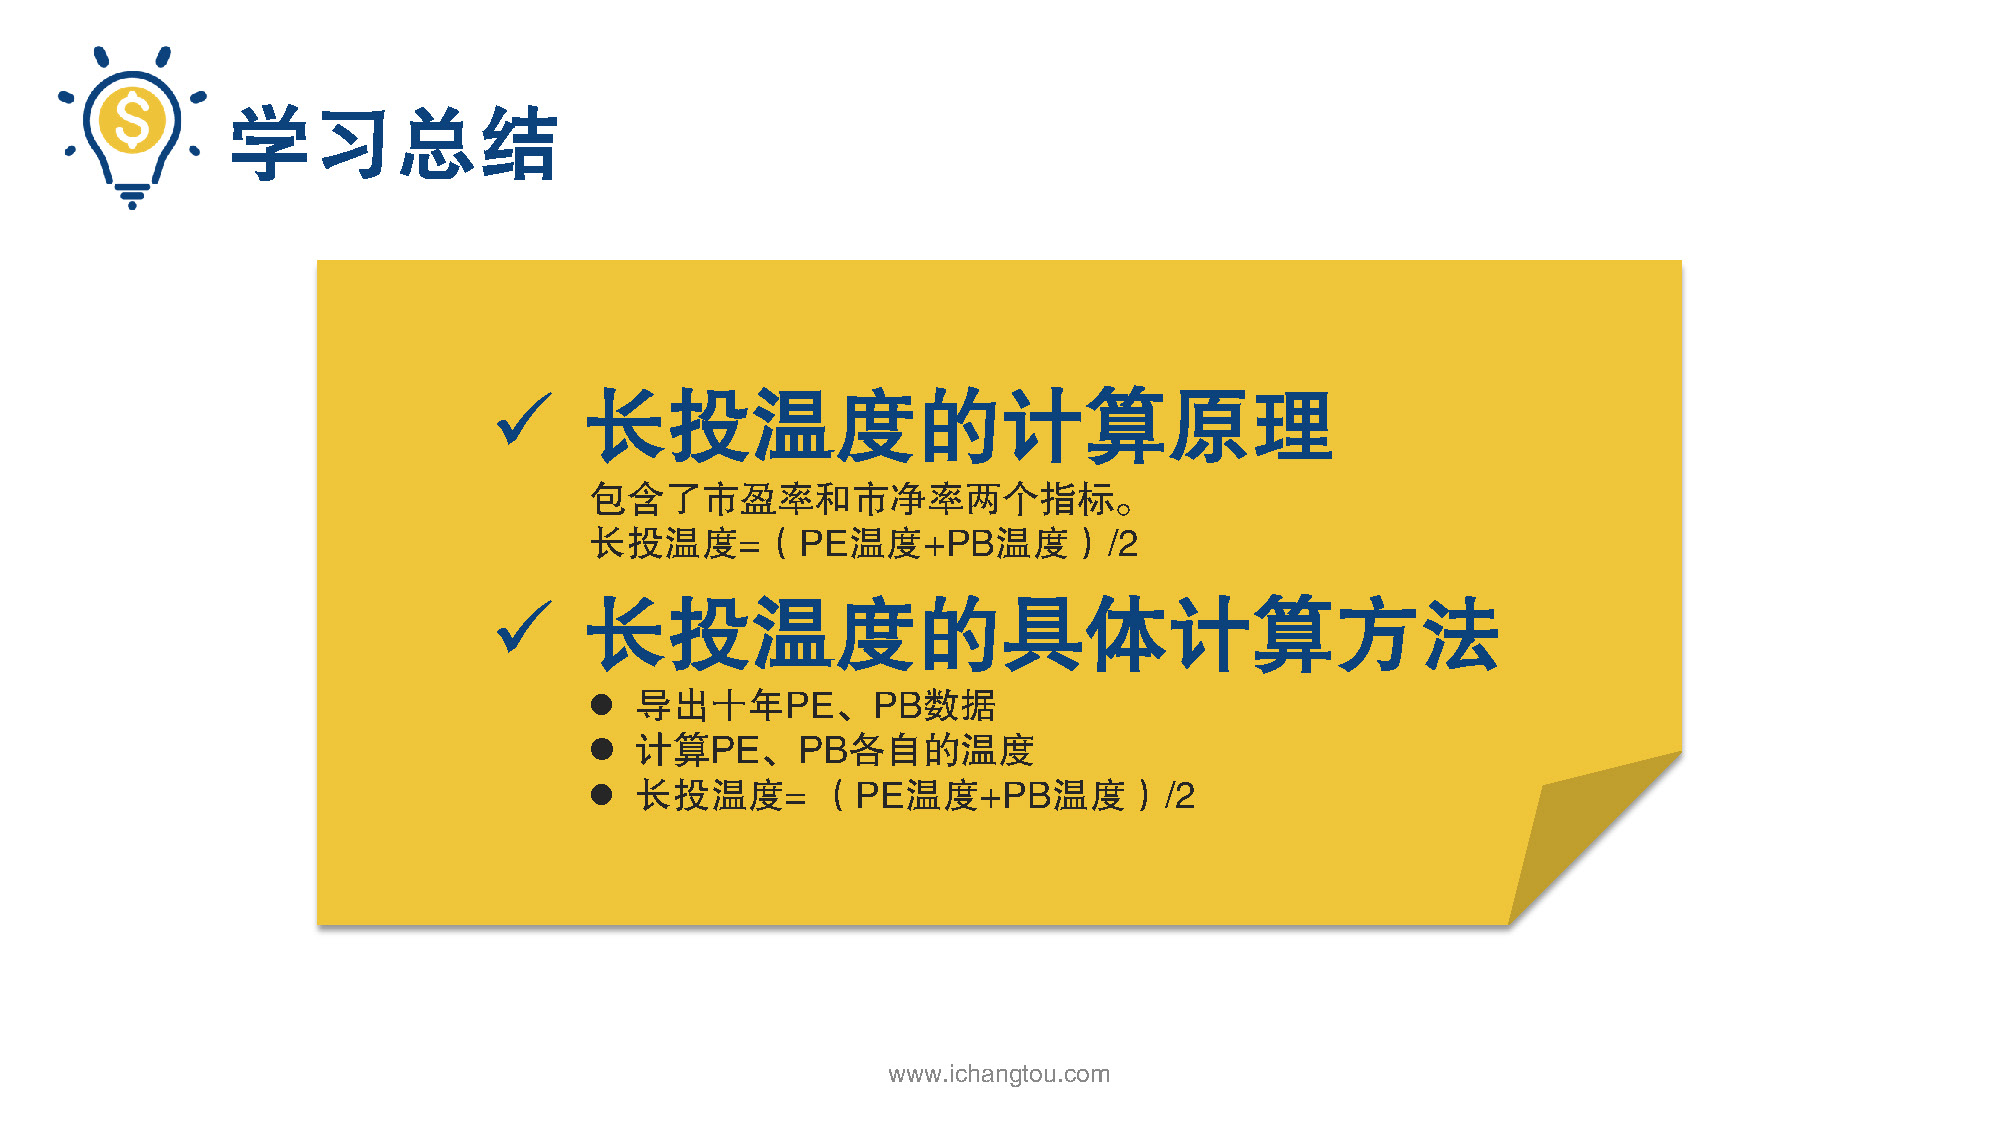 学习总结
✓ 长投温度的计算原理
包含了市盈率和市净率两个指标。
长投温度=（PE温度+PB温度）/2
✓ 长投温度的具体计算方法
● 导出十年PE、PB数据
● 计算PE、PB各自的温度
● 长投温度= （PE温度+PB温度）/2
www.ichangtou.com